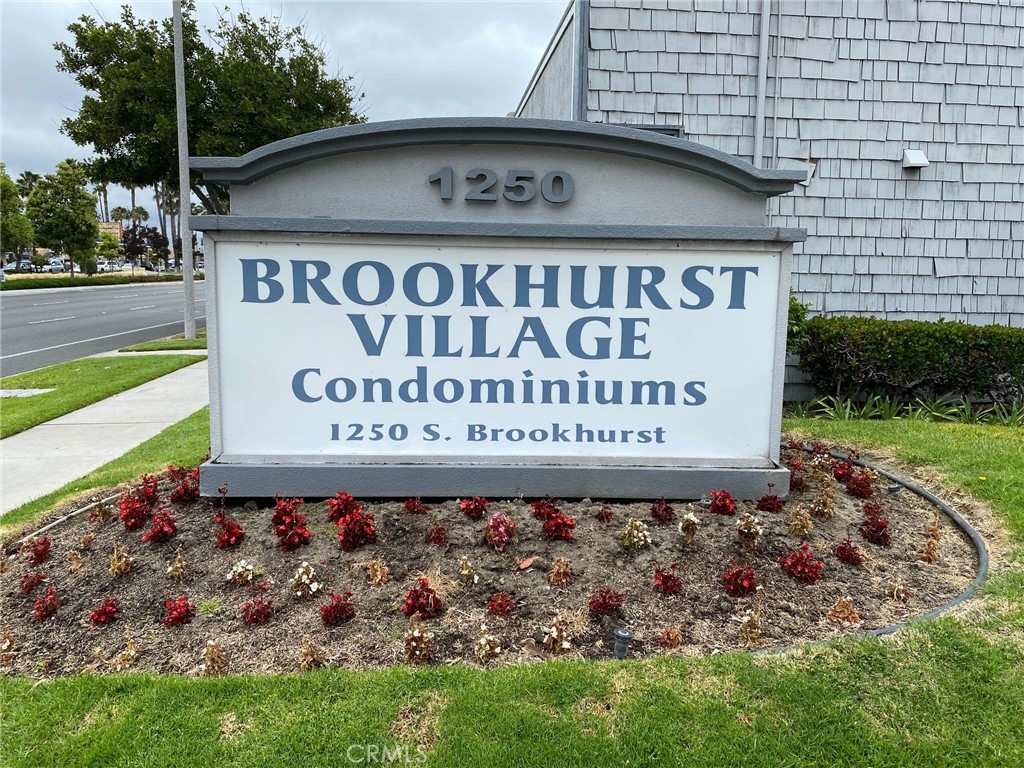 1250
BROOKHURST
VILLAGE
Condominiums
1250 S. Brookhurst
CRMLS